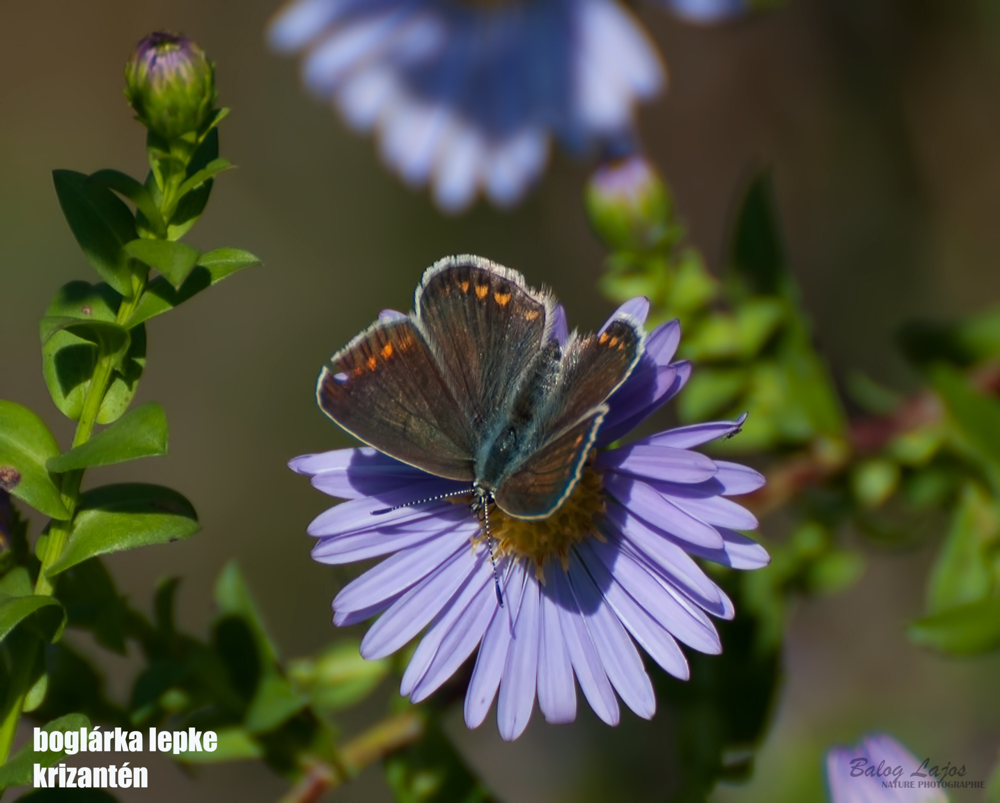 boglárka lepke
krizantén
Balog Lajos
NATURE PHOTOGRAPHIE